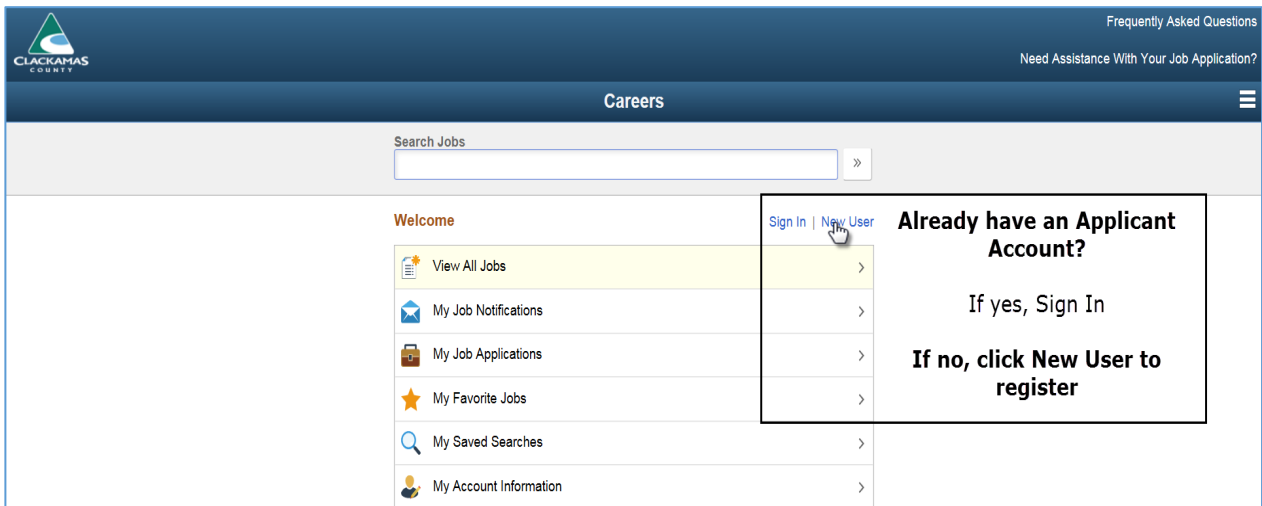 Frequently Asked Questions
CLACKAMAS
COUNTY
Need Assistance With Your Job Application?
Careers
Search Jobs
»
Welcome
Sign In | New User
View All Jobs
My Job Notifications
My Job Applications
My Favorite Jobs
My Saved Searches
My Account Information
Already have an Applicant
Account?
If yes, Sign In
If no, click New User to
register